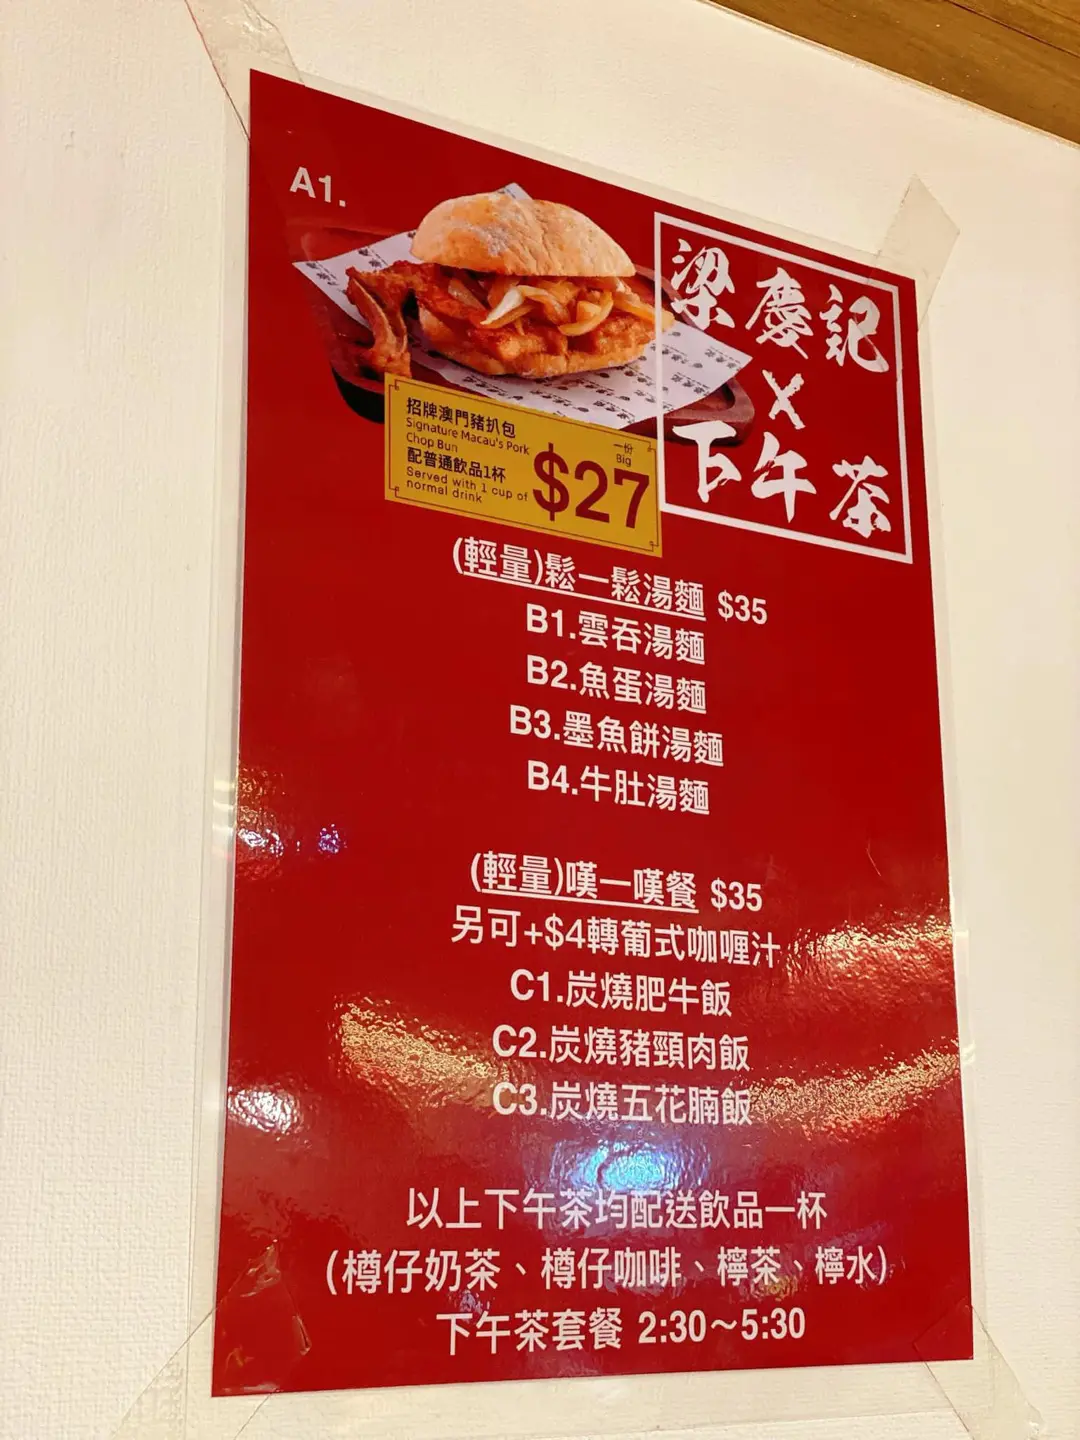 A1.
梁慶記
X
下午茶
招牌澳門豬扒包
Signature Macau's Pork
Chop Bun
配普通飲品1杯
Served with 1 cup of
normal drink
一份
Big
$27
(輕量)鬆一鬆湯麵 $35
B1.雲吞湯麵
B2.魚蛋湯麵
B3.墨魚餅湯麵
B4.牛肚湯麵
(輕量)嘆一嘆餐 $35
另可+$4轉葡式咖喱汁
C1.炭燒肥牛飯
C2.炭燒豬頸肉飯
C3.炭燒五花腩飯
以上下午茶均配送飲品一杯
(樽仔奶茶、樽仔咖啡、檸茶、檸水)
下午茶套餐 2:30～5:30